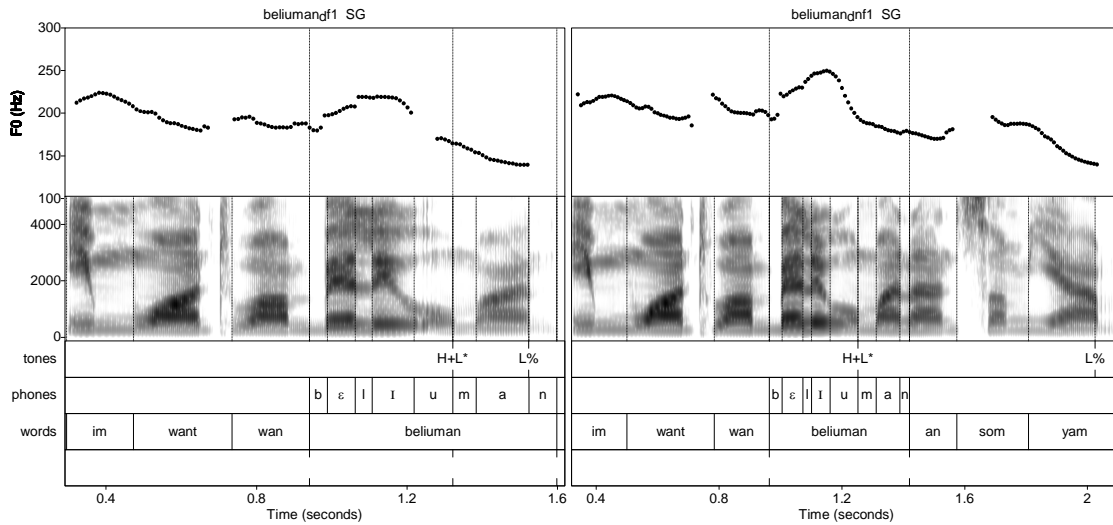 beliumandf1 SG
beliumandnf1 SG
F0 (Hz)
300
250
200
150
100
4000
2000
0
tones
H+L* L%
H+L* L%
phones
b ɛ l I u m a n
b ɛ l I u m a n
words
im want wan beliuman
im want wan beliuman an som yam
0.4 0.8 1.2 1.6
0.4 0.8 1.2 1.6 2
Time (seconds)
Time (seconds)